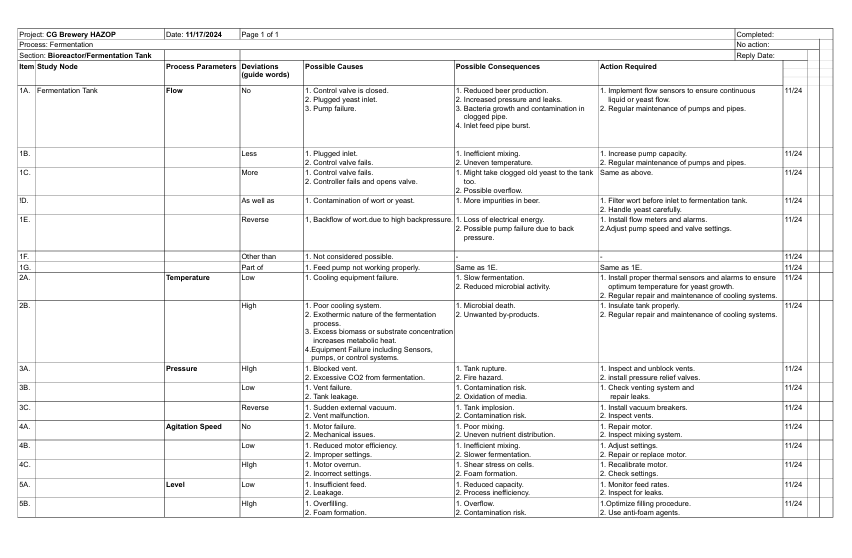 Project: CG Brewery HAZOP Date: 11/17/2024 Page 1 of 1 Completed:
Process: Fermentation No action:
Section: Bioreactor/Fermentation Tank Reply Date:
Item Study Node Process Parameters Deviations Possible Causes Possible Consequences Action Required
(guide words)
1A. Fermentation Tank Flow No 1. Control valve is closed. 1. Reduced beer production. 1. Implement flow sensors to ensure continuous 11/24
2. Plugged yeast inlet. 2. Increased pressure and leaks. liquid or yeast flow.
3. Pump failure. 3. Bacteria growth and contamination in 2. Regular maintenance of pumps and pipes.
clogged pipe.
4. Inlet feed pipe burst.
1B. Less 1. Plugged inlet. 1. Inefficient mixing. 1. Increase pump capacity. 11/24
2. Control valve fails. 2. Uneven temperature. 2. Regular maintenance of pumps and pipes.
1C. More 1. Control valve fails. 1. Might take clogged old yeast to the tank Same as above. 11/24
2. Controller fails and opens valve. too.
2. Possible overflow.
!D. As well as 1. Contamination of wort or yeast. 1. More impurities in beer. 1. Filter wort before inlet to fermentation tank. 11/24
2. Handle yeast carefully.
1E. Reverse 1, Backflow of wort.due to high backpressure. 1. Loss of electrical energy. 1. Install flow meters and alarms. 11/24
2. Possible pump failure due to back 2.Adjust pump speed and valve settings.
pressure.
1F. Other than 1. Not considered possible. - - 11/24
1G. Part of 1. Feed pump not working properly. Same as 1E. Same as 1E. 11/24
2A. Temperature Low 1. Cooling equipment failure. 1. Slow fermentation. 1. Install proper thermal sensors and alarms to ensure 11/24
2. Reduced microbial activity. optimum temperature for yeast growth.
2. Regular repair and maintenance of cooling systems.
2B. High 1. Poor cooling system. 1. Microbial death. 1. Insulate tank properly. 11/24
2. Exothermic nature of the fermentation 2. Unwanted by-products. 2. Regular repair and maintenance of cooling systems.
process.
3. Excess biomass or substrate concentration
increases metabolic heat.
4.Equipment Failure including Sensors,
pumps, or control systems.
3A. Pressure HIgh 1. Blocked vent. 1. Tank rupture. 1. Inspect and unblock vents. 11/24
2. Excessive CO2 from fermentation. 2. Fire hazard. 2. install pressure relief valves.
3B. Low 1. Vent failure. 1. Contamination risk. 1. Check venting system and 11/24
2. Tank leakage. 2. Oxidation of media. repair leaks.
3C. Reverse 1. Sudden external vacuum. 1. Tank implosion. 1. Install vacuum breakers. 11/24
2. Vent malfunction. 2. Contamination risk. 2. Inspect vents.
4A. Agitation Speed No 1. Motor failure. 1. Poor mixing. 1. Repair motor. 11/24
2. Mechanical issues. 2. Uneven nutrient distribution. 2. Inspect mixing system.
4B. Low 1. Reduced motor efficiency. 1. Inefficient mixing. 1. Adjust settings. 11/24
2. Improper settings. 2. Slower fermentation. 2. Repair or replace motor.
4C. HIgh 1. Motor overrun. 1. Shear stress on cells. 1. Recalibrate motor. 11/24
2. Incorrect settings. 2. Foam formation. 2. Check settings.
5A. Level Low 1. Insufficient feed. 1. Reduced capacity. 1. Monitor feed rates. 11/24
2. Leakage. 2. Process inefficiency. 2. Inspect for leaks.
5B. HIgh 1. Overfilling. 1. Overflow. 1.Optimize filling procedure. 11/24
2. Foam formation. 2. Contamination risk. 2. Use anti-foam agents.